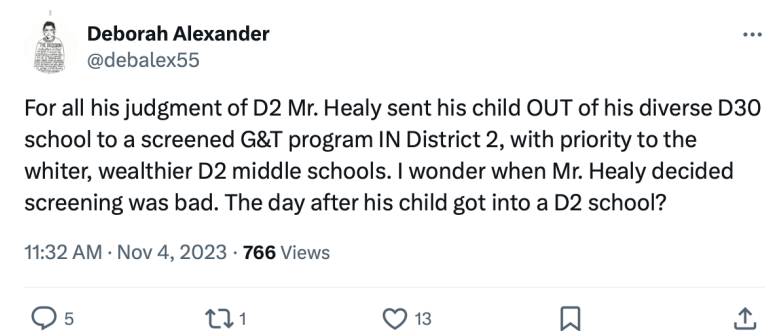 Deborah Alexander
@debalex55
For all his judgment of D2 Mr. Healy sent his child OUT of his diverse D30
school to a screened G&T program IN District 2, with priority to the
whiter, wealthier D2 middle schools. I wonder when Mr. Healy decided
screening was bad. The day after his child got into a D2 school?
11:32 AM · Nov 4, 2023 · 766 Views
5 1 13